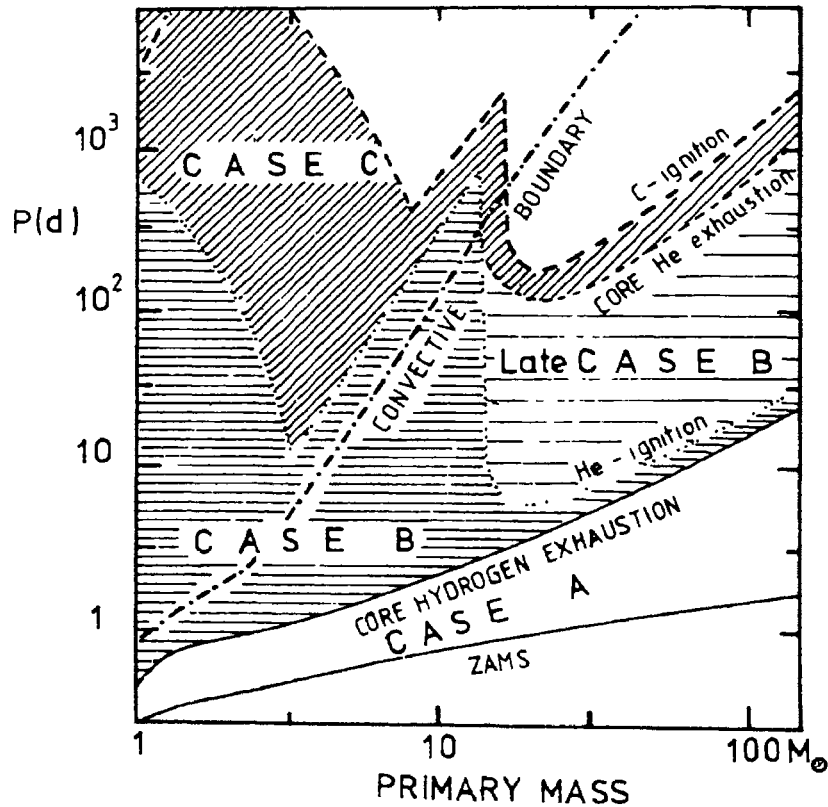 10³
CASE C
P(d)
BOUNDARY
C-ignition
CORE He exhaustion
10²
CONVECTIVE
Late CASE B
10
He-ignition
CASE B
CORE HYDROGEN EXHAUSTION
1
CASE A
ZAMS
1 10 100 M☉
PRIMARY MASS